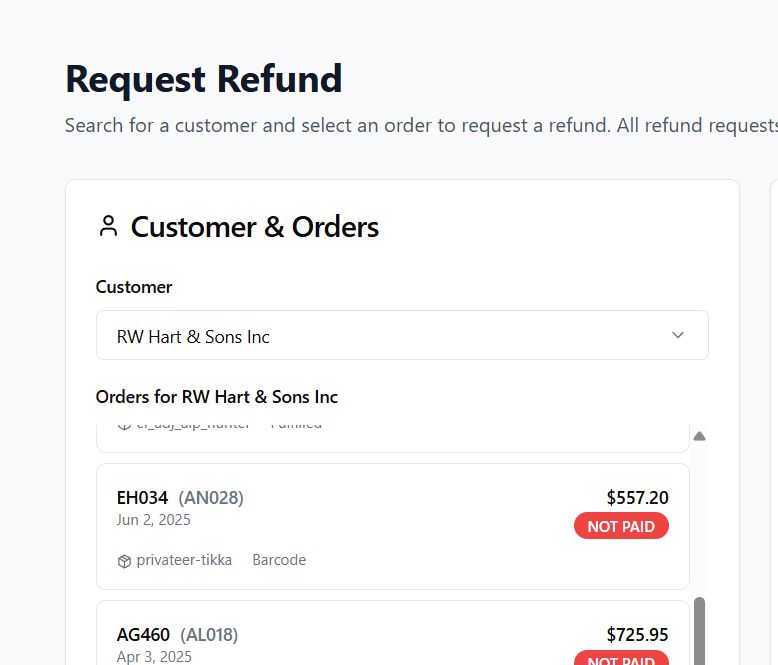 Request Refund
Search for a customer and select an order to request a refund. All refund requests
Customer & Orders
Customer
RW Hart & Sons Inc
Orders for RW Hart & Sons Inc
EH034 (AN028) $557.20
Jun 2, 2025 NOT PAID
privateer-tikka Barcode
AG460 (AL018) $725.95
Apr 3, 2025 NOT PAID